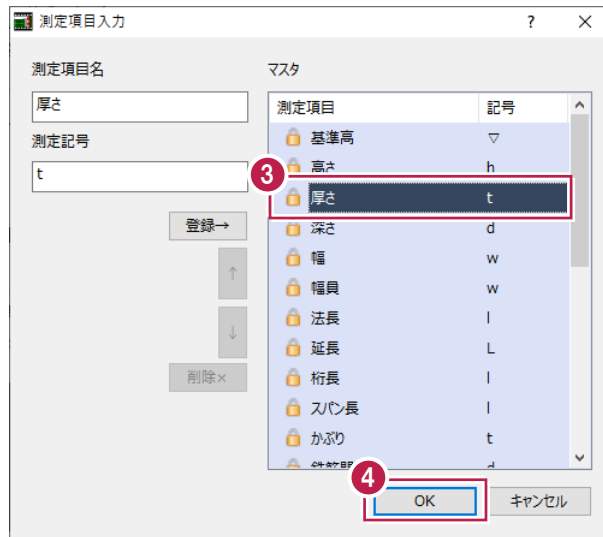 測定項目入力 ? ×
測定項目名
厚さ
測定記号
t
登録→
↑
↓
削除×
マスタ
測定項目 記号
基準高 ▽
高さ h
3
厚さ t
深さ d
幅 w
幅員 w
法長 l
延長 L
桁長 l
スパン長 l
かぶり t
d
4
OK
キャンセル